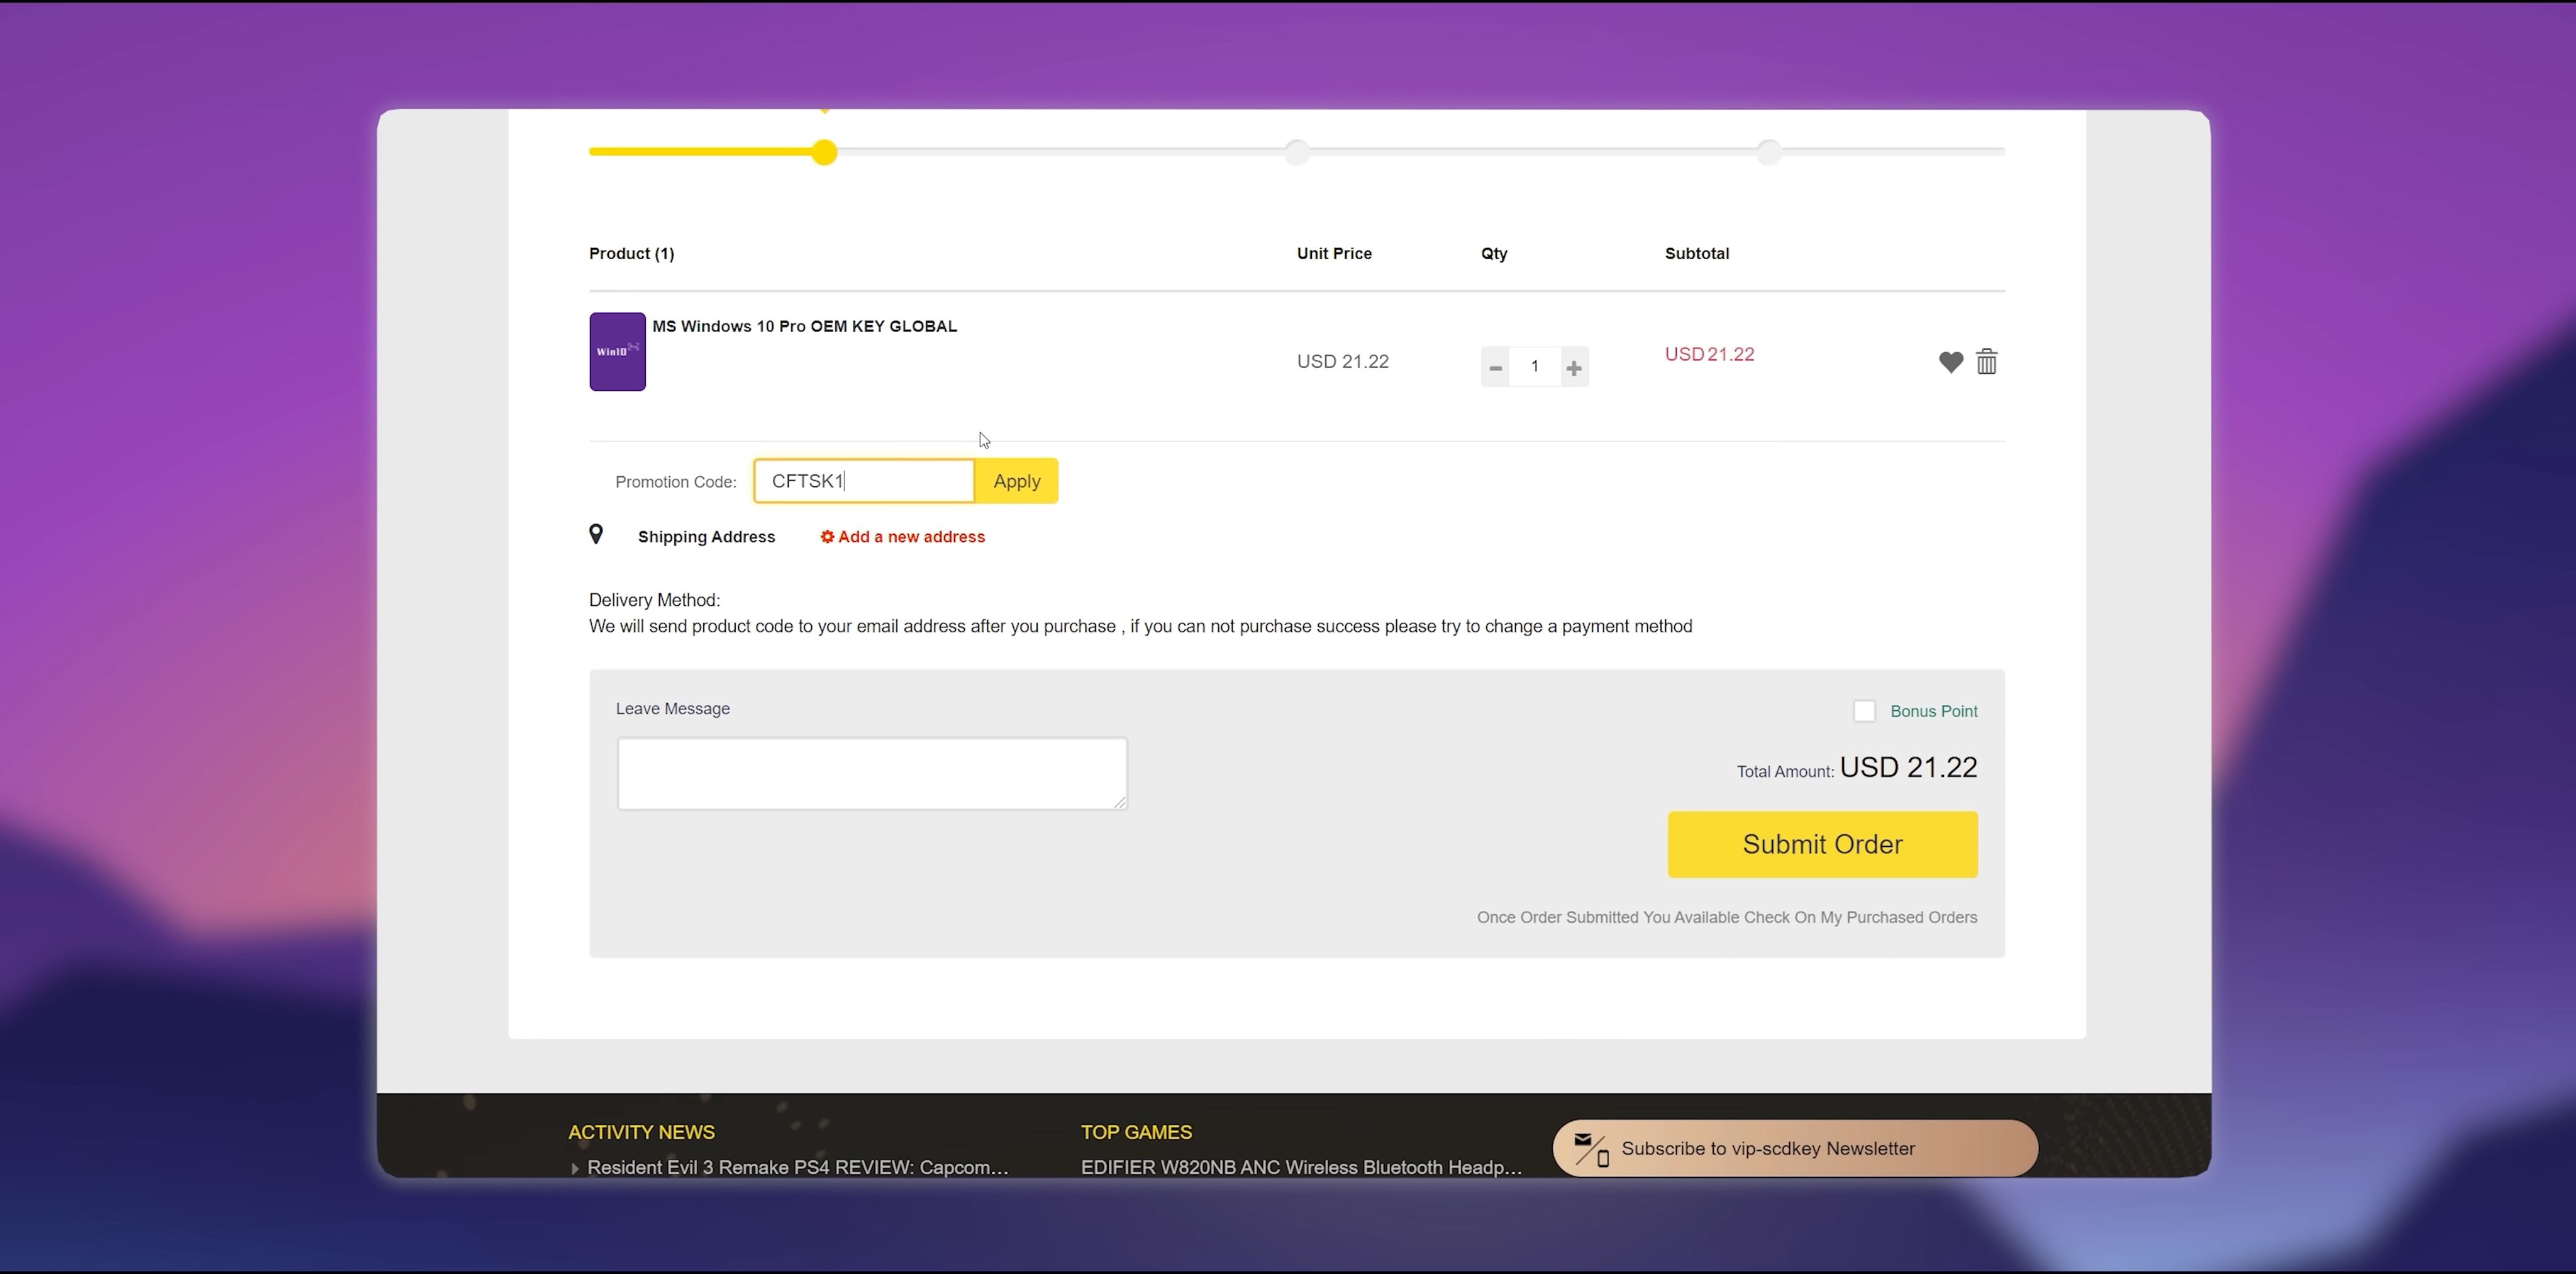 Product (1) Unit Price Qty Subtotal
MS Windows 10 Pro OEM KEY GLOBAL
Win10
USD 21.22 1 USD 21.22
Promotion Code: CFTSK1 Apply
Shipping Address Add a new address
Delivery Method:
We will send product code to your email address after you purchase , if you can not purchase success please try to change a payment method
Leave Message
Bonus Point
Total Amount: USD 21.22
Submit Order
Once Order Submitted You Available Check On My Purchased Orders
ACTIVITY NEWS TOP GAMES
Subscribe to vip-scdkey Newsletter
Resident Evil 3 Remake PS4 REVIEW: Capcom... EDIFIER W820NB ANC Wireless Bluetooth Headp...